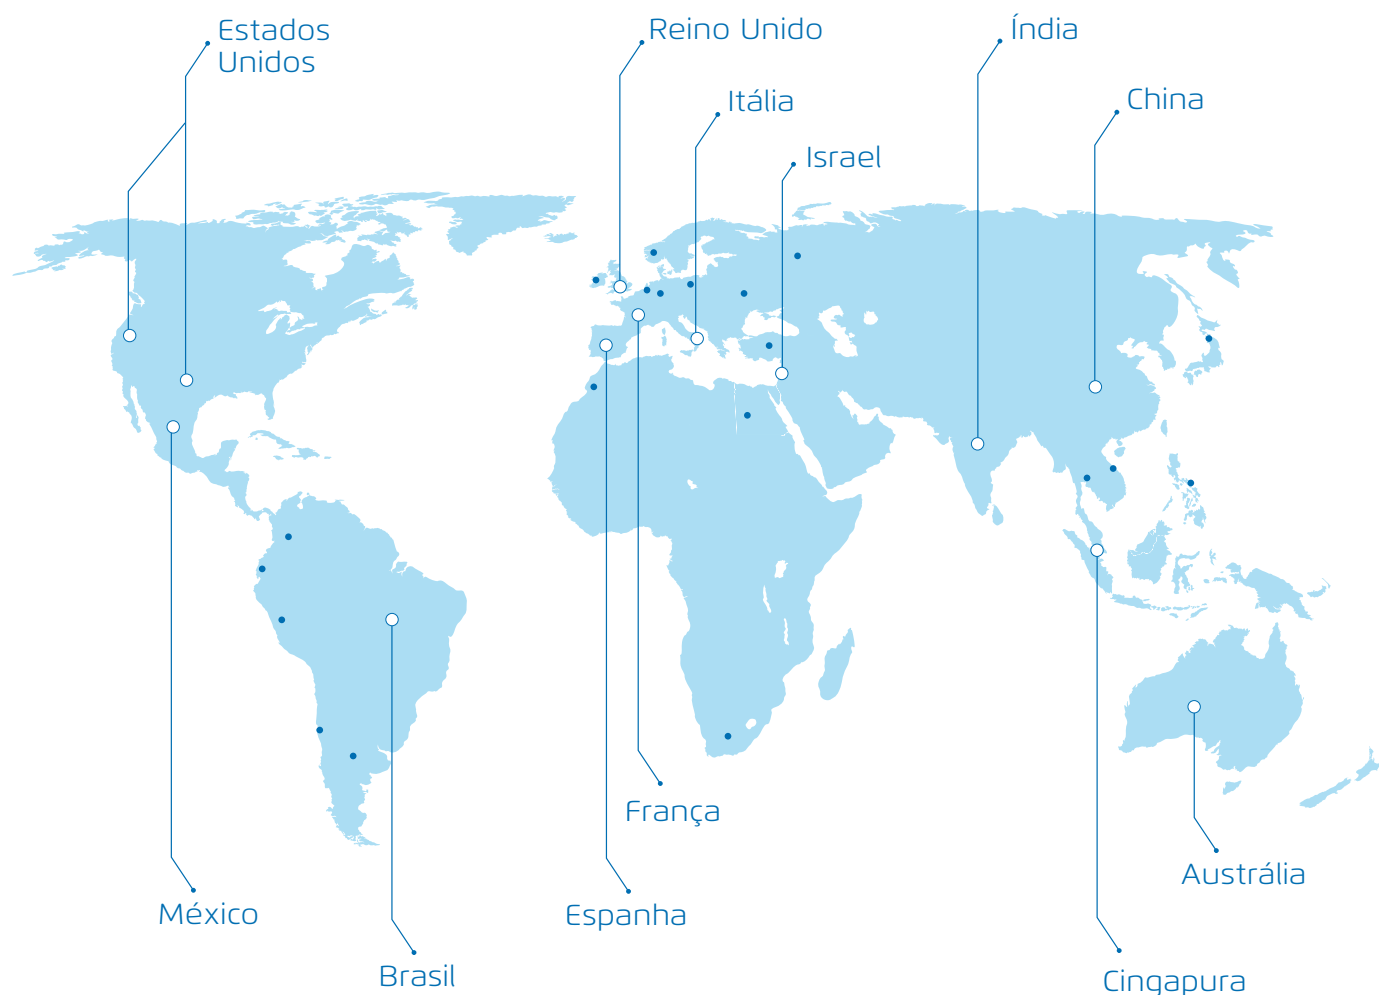 Estados
Unidos
Reino Unido
Índia
Itália
China
Israel
França
Austrália
México
Espanha
Brasil
Cingapura